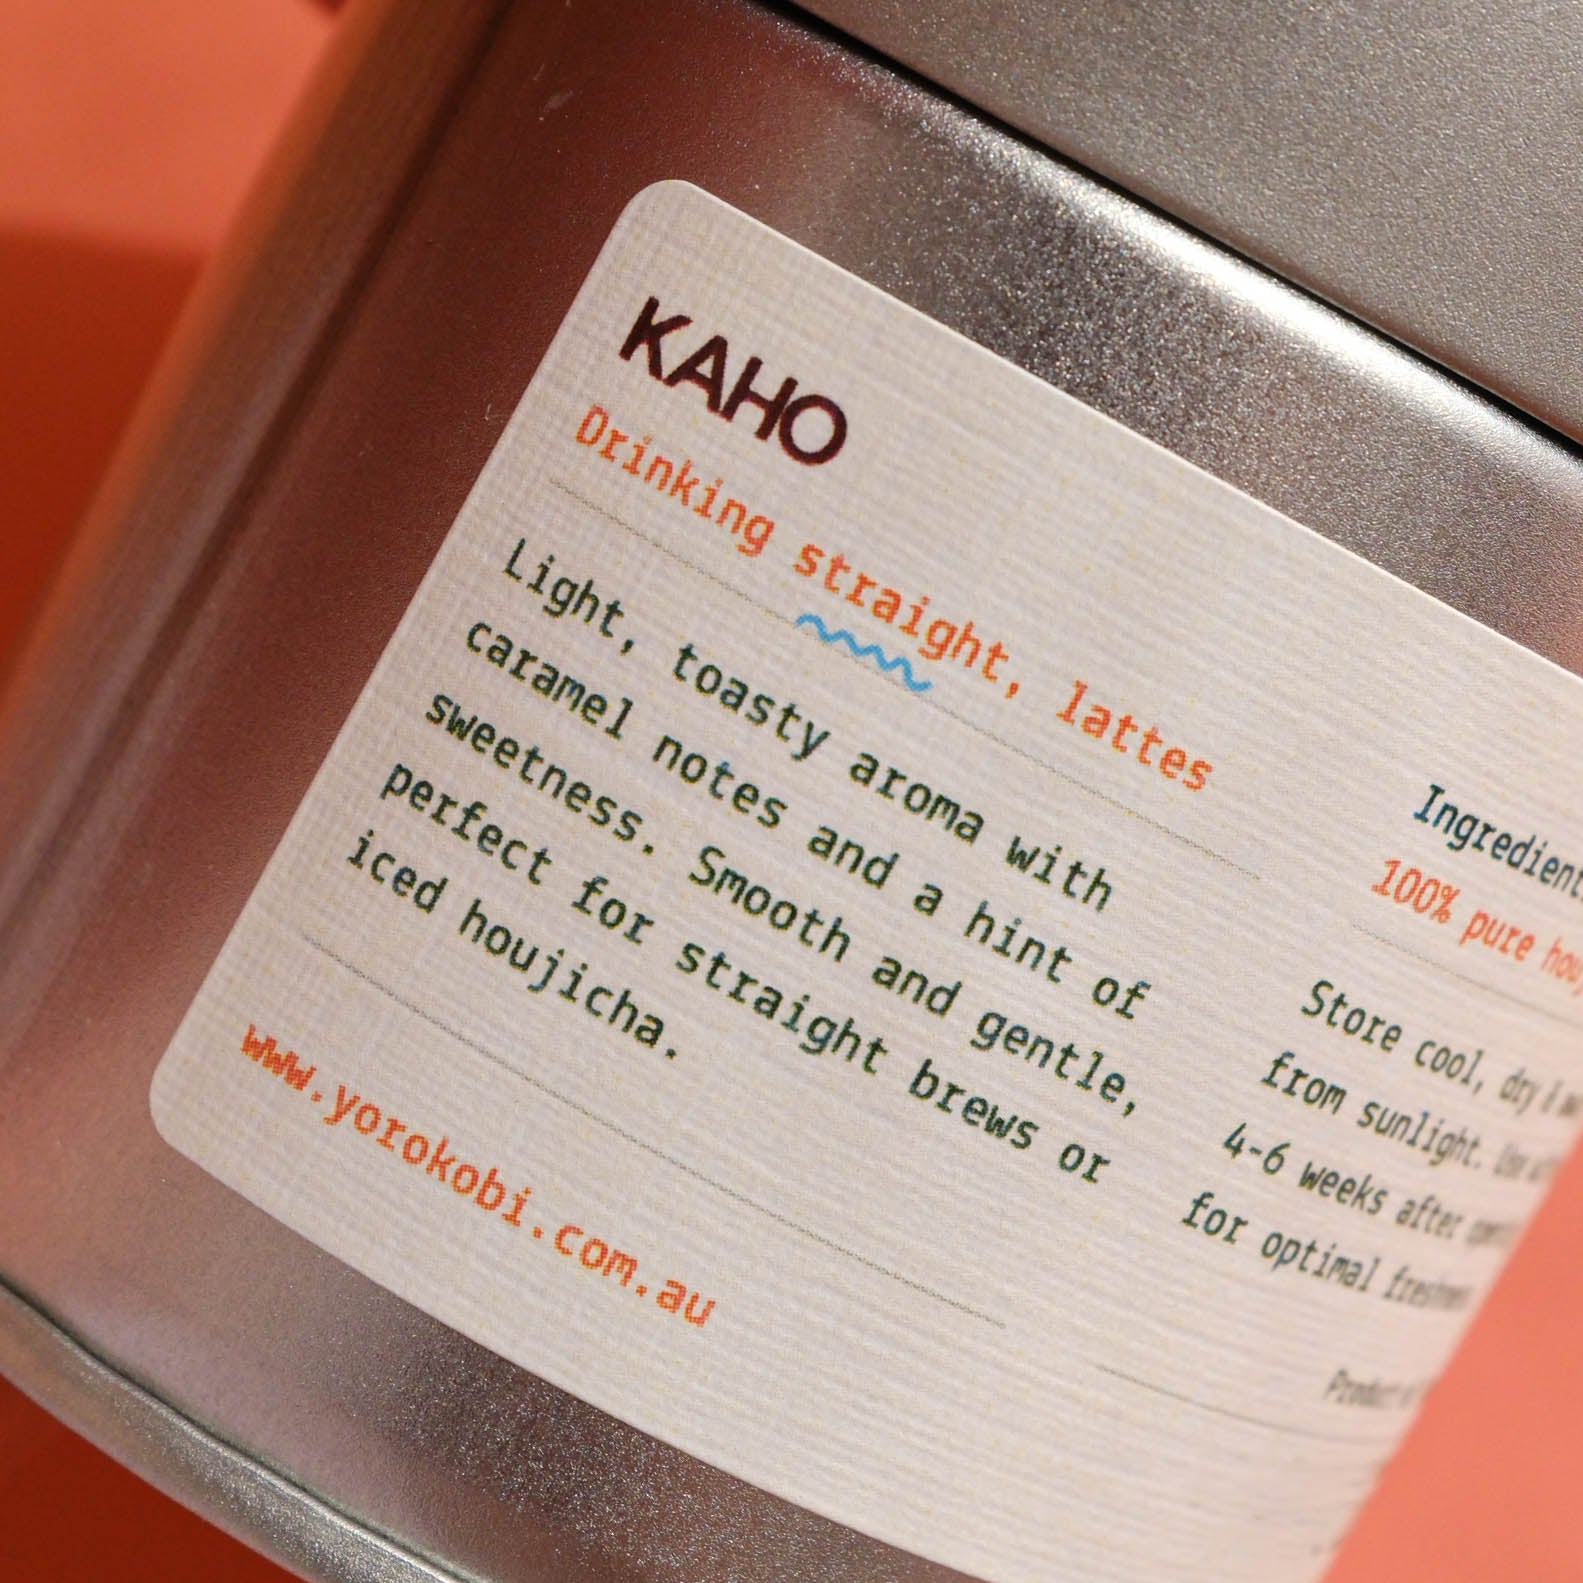 KAHO
Drinking straight, lattes
Light, toasty aroma with
caramel notes and a hint of
sweetness. Smooth and gentle,
perfect for straight brews or
iced houjicha.
www.yorokobi.com.au
100% pure
Store cool, dry
from sunlight. Use
4-6 weeks after
for optimal
Product